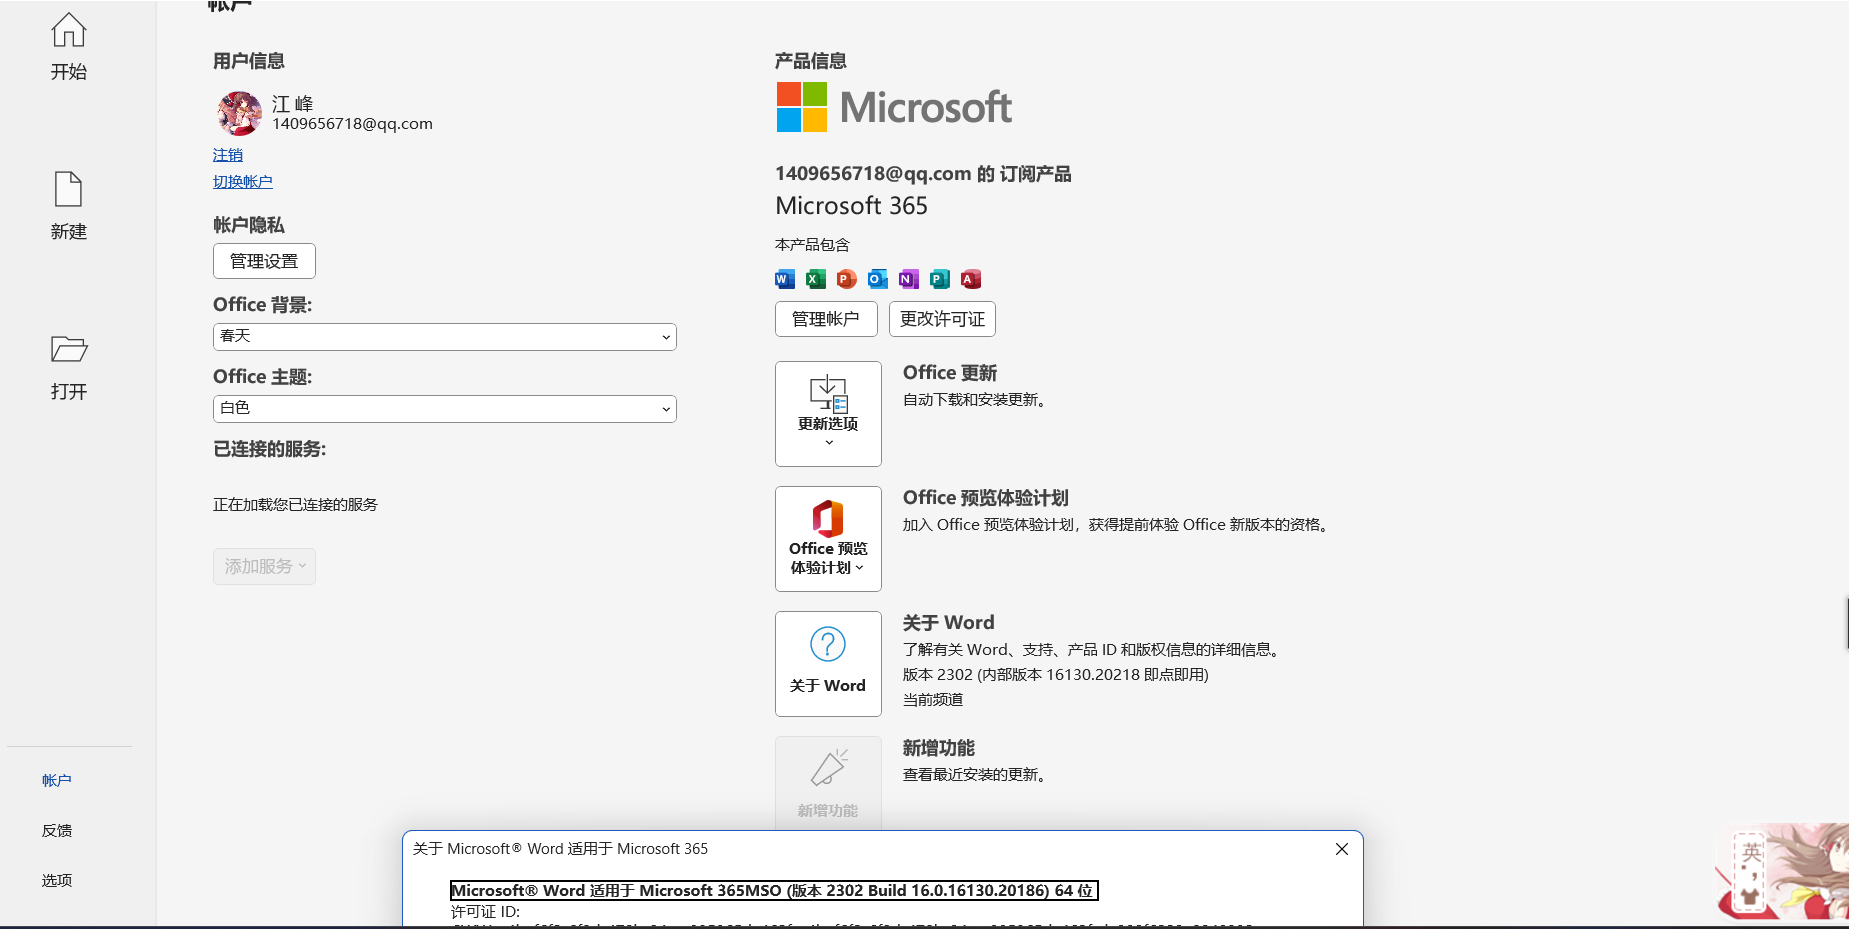 帐户
开始
新建
打开
帐户
反馈
选项
用户信息
江 峰
1409656718@qq.com
注销
切换帐户
帐户隐私
管理设置
Office 背景:
春天
Office 主题:
白色
已连接的服务:
正在加载您已连接的服务
添加服务
产品信息
Microsoft
1409656718@qq.com 的 订阅产品
Microsoft 365
本产品包含
W X P O N P A
管理帐户 更改许可证
更新选项
Office 更新
自动下载和安装更新。
Office 预览
体验计划
Office 预览体验计划
加入 Office 预览体验计划，获得提前体验 Office 新版本的资格。
关于 Word
关于 Word
了解有关 Word、支持、产品 ID 和版权信息的详细信息。
版本 2302 (内部版本 16130.20218 即点即用)
当前频道
新增功能
新增功能
查看最近安装的更新。
关于 Microsoft® Word 适用于 Microsoft 365
Microsoft® Word 适用于 Microsoft 365MSO (版本 2302 Build 16.0.16130.20186) 64 位
许可证 ID:
英